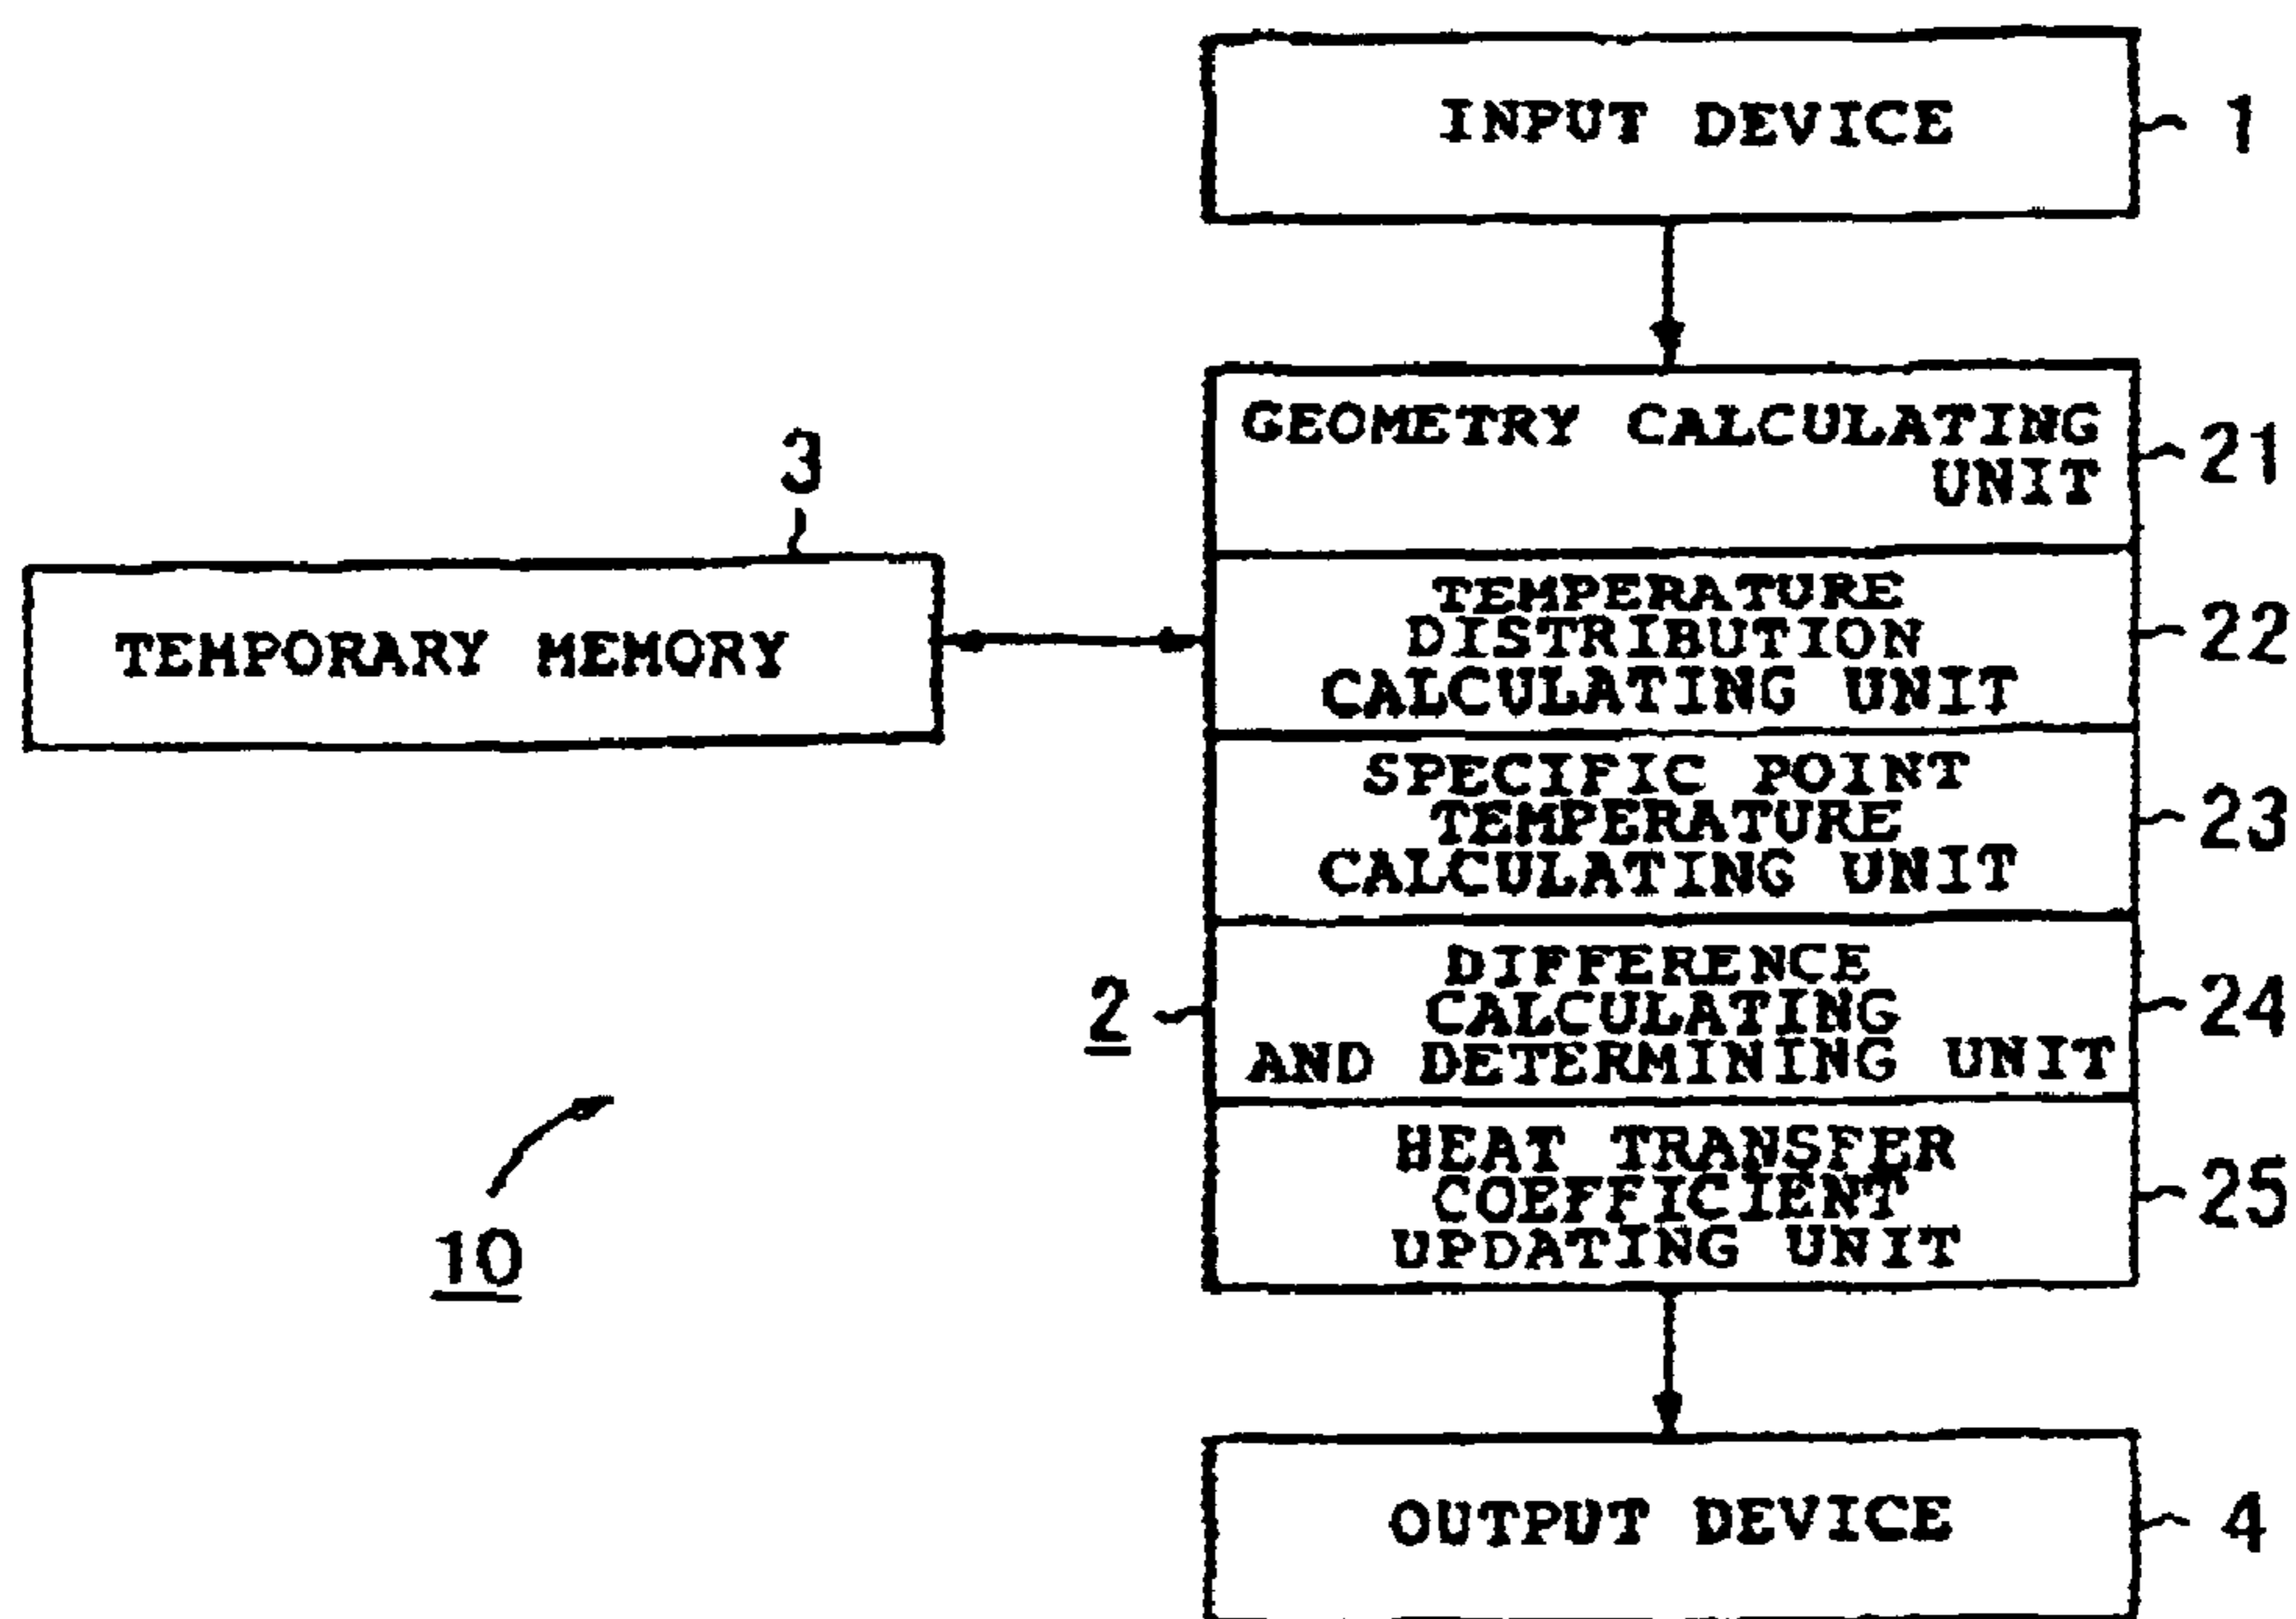 INPUT DEVICE
1
GEOMETRY CALCULATING
UNIT
21
3
TEMPORARY MEMORY
TEMPERATURE
DISTRIBUTION
CALCULATING UNIT
22
SPECIFIC POINT
TEMPERATURE
CALCULATING UNIT
23
2
DIFFERENCE
CALCULATING
AND DETERMINING UNIT
24
HEAT TRANSFER
COEFFICIENT
UPDATING UNIT
25
10
OUTPUT DEVICE
4